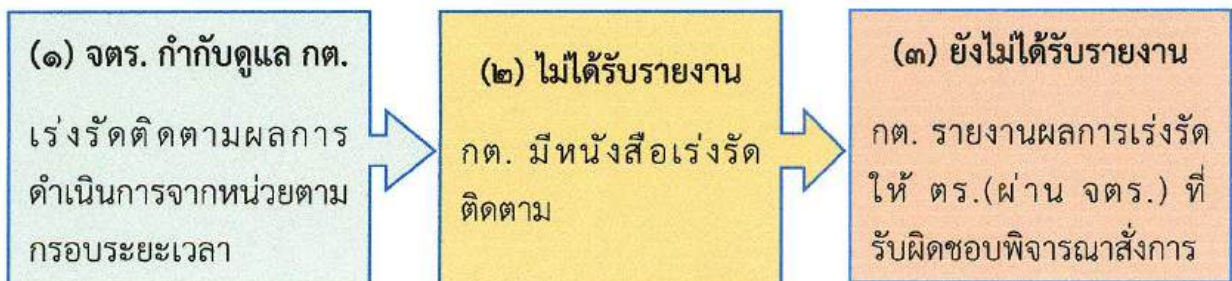 (๑) จตร. กำกับดูแล กต.
เร่งรัดติดตามผลการ
ดำเนินการจากหน่วยตาม
กรอบระยะเวลา
(๒) ไม่ได้รับรายงาน
กต. มีหนังสือเร่งรัด
ติดตาม
(๓) ยังไม่ได้รับรายงาน
กต. รายงานผลการเร่งรัด
ให้ ตร.(ผ่าน จตร.) ที่
รับผิดชอบพิจารณาสั่งการ